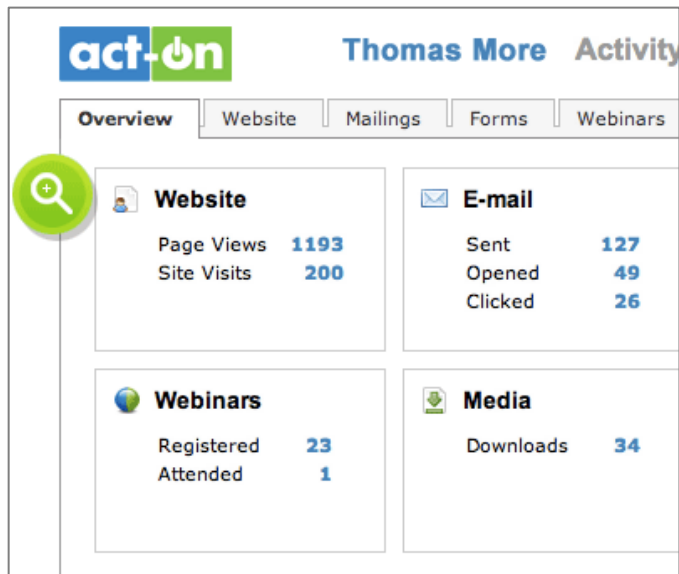 act-on
Thomas More Activity
Overview Website Mailings Forms Webinars
Website
Page Views 1193
Site Visits 200
E-mail
Sent 127
Opened 49
Clicked 26
Webinars
Registered 23
Attended 1
Media
Downloads 34